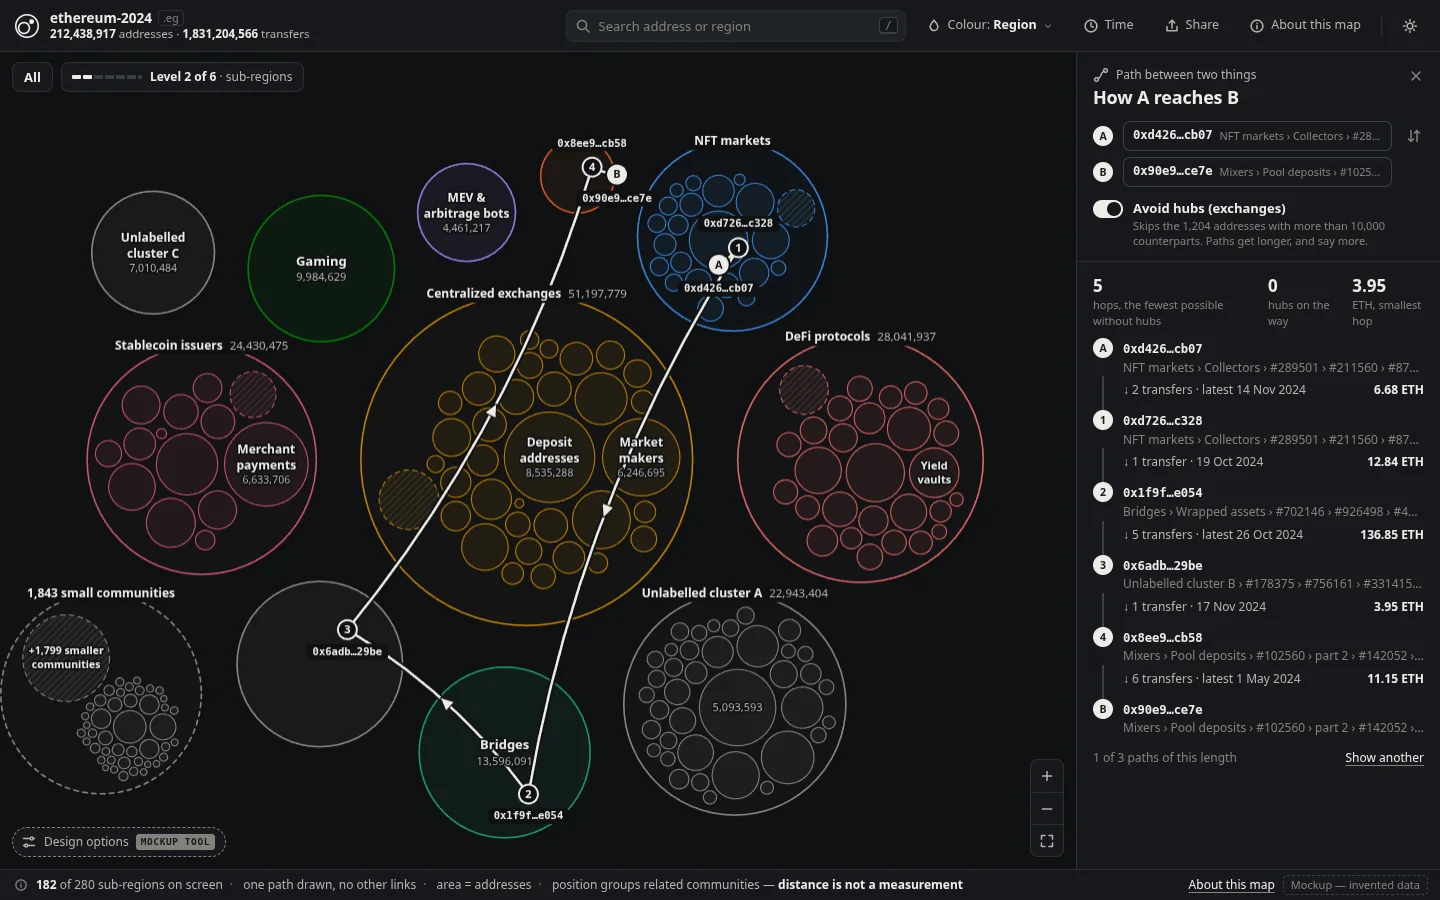 ethereum-2024 .eg
212,438,917 addresses · 1,831,204,566 transfers
Search address or region /
Colour: Region
Time
Share
About this map
All
Level 2 of 6 · sub-regions
0x8ee9…cb58
4
B
0x90e9…ce7e
NFT markets
0xd726…c328
1
A
0xd426…cb07
MEV &
arbitrage bots
4,461,217
Unlabelled
cluster C
7,010,484
Gaming
9,984,629
Centralized exchanges 51,197,779
Stablecoin issuers 24,430,475
DeFi protocols 28,041,937
Merchant
payments
6,633,706
Deposit
addresses
8,535,288
Market
makers
6,246,695
Yield
vaults
1,843 small communities
+1,799 smaller
communities
3
0x6adb…29be
Unlabelled cluster A 22,943,404
5,093,593
Bridges
13,596,091
2
0x1f9f…e054
Design options MOCKUP TOOL
Path between two things
How A reaches B
A 0xd426…cb07 NFT markets › Collectors › #28…
B 0x90e9…ce7e Mixers › Pool deposits › #1025…
Avoid hubs (exchanges)
Skips the 1,204 addresses with more than 10,000
counterparts. Paths get longer, and say more.
5
hops, the fewest possible
without hubs
0
hubs on the
way
3.95
ETH, smallest
hop
A 0xd426…cb07
NFT markets › Collectors › #289501 › #211560 › #87…
↓ 2 transfers · latest 14 Nov 2024 6.68 ETH
1 0xd726…c328
NFT markets › Collectors › #289501 › #211560 › #87…
↓ 1 transfer · 19 Oct 2024 12.84 ETH
2 0x1f9f…e054
Bridges › Wrapped assets › #702146 › #926498 › #4…
↓ 5 transfers · latest 26 Oct 2024 136.85 ETH
3 0x6adb…29be
Unlabelled cluster B › #178375 › #756161 › #331415…
↓ 1 transfer · 17 Nov 2024 3.95 ETH
4 0x8ee9…cb58
Mixers › Pool deposits › #102560 › part 2 › #142052 ›…
↓ 6 transfers · latest 1 May 2024 11.15 ETH
B 0x90e9…ce7e
Mixers › Pool deposits › #102560 › part 2 › #142052 ›…
1 of 3 paths of this length Show another
182 of 280 sub-regions on screen · one path drawn, no other links · area = addresses · position groups related communities — distance is not a measurement
About this map
Mockup — invented data